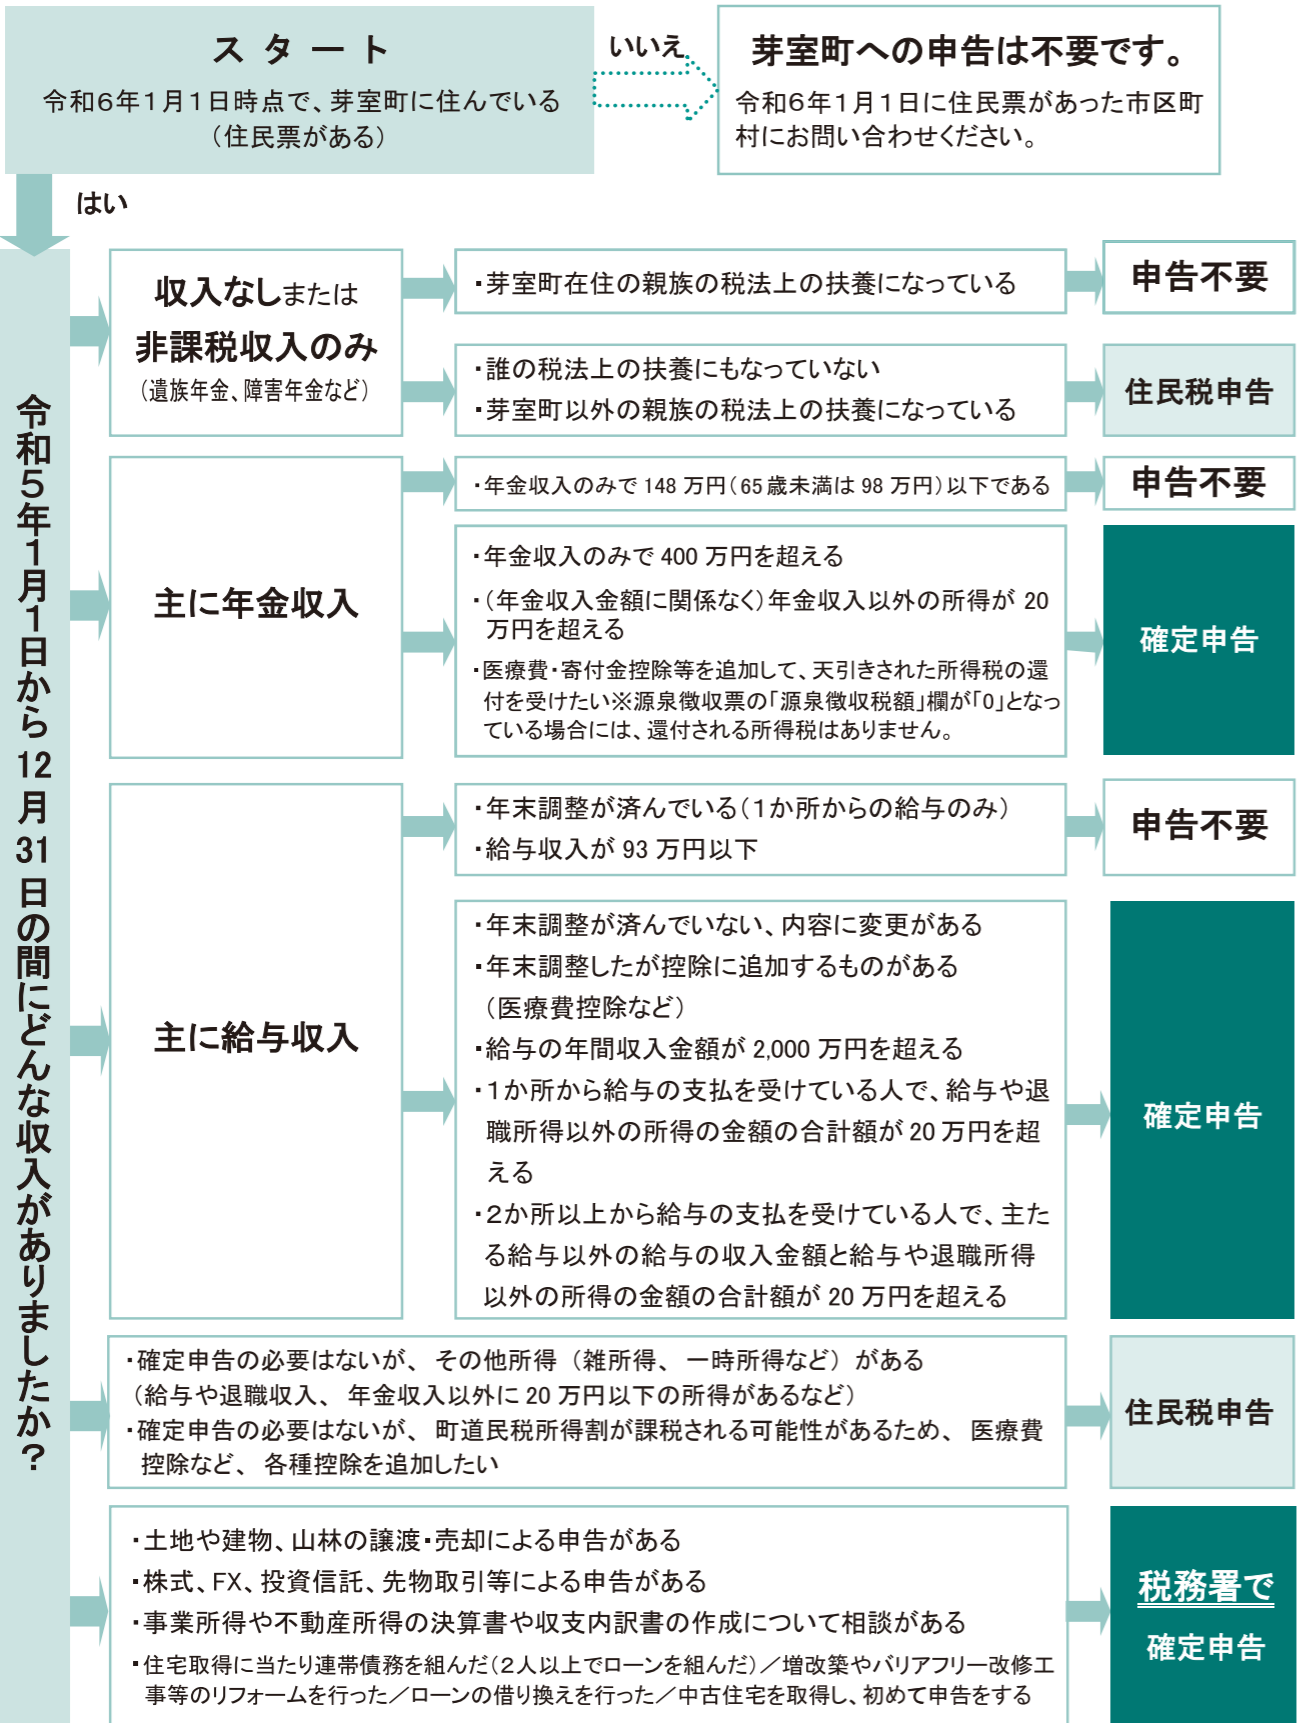 スタート
令和6年1月1日時点で、芽室町に住んでいる
（住民票がある）
いいえ
芽室町への申告は不要です。
令和6年1月1日に住民票があった市区町
村にお問い合わせください。
はい
令和5年1月1日から12月31日の間にどんな収入がありましたか？
収入なしまたは
非課税収入のみ
（遺族年金、障害年金など）
・芽室町在住の親族の税法上の扶養になっている
申告不要
・誰の税法上の扶養にもなっていない
・芽室町以外の親族の税法上の扶養になっている
住民税申告
主に年金収入
・年金収入のみで 148 万円（65 歳未満は 98 万円）以下である
申告不要
・年金収入のみで 400 万円を超える
・（年金収入金額に関係なく）年金収入以外の所得が 20
万円を超える
・医療費・寄付金控除等を追加して、天引きされた所得税の還
付を受けたい※源泉徴収票の「源泉徴収税額」欄が「0」となっ
ている場合には、還付される所得税はありません。
確定申告
主に給与収入
・年末調整が済んでいる（1か所からの給与のみ）
・給与収入が 93 万円以下
申告不要
・年末調整が済んでいない、内容に変更がある
・年末調整したが控除に追加するものがある
（医療費控除など）
・給与の年間収入金額が 2,000 万円を超える
・1か所から給与の支払を受けている人で、給与や退
職所得以外の所得の金額の合計額が 20 万円を超
える
・2か所以上から給与の支払を受けている人で、主た
る給与以外の給与の収入金額と給与や退職所得
以外の所得の金額の合計額が 20 万円を超える
確定申告
・確定申告の必要はないが、その他所得（雑所得、一時所得など）がある
（給与や退職収入、年金収入以外に 20 万円以下の所得があるなど）
・確定申告の必要はないが、町道民税所得割が課税される可能性があるため、医療費
控除など、各種控除を追加したい
住民税申告
・土地や建物、山林の譲渡・売却による申告がある
・株式、FX、投資信託、先物取引等による申告がある
・事業所得や不動産所得の決算書や収支内訳書の作成について相談がある
・住宅取得に当たり連帯債務を組んだ（2人以上でローンを組んだ）／増改築やバリアフリー改修工
事等のリフォームを行った／ローンの借り換えを行った／中古住宅を取得し、初めて申告をする
税務署で
確定申告